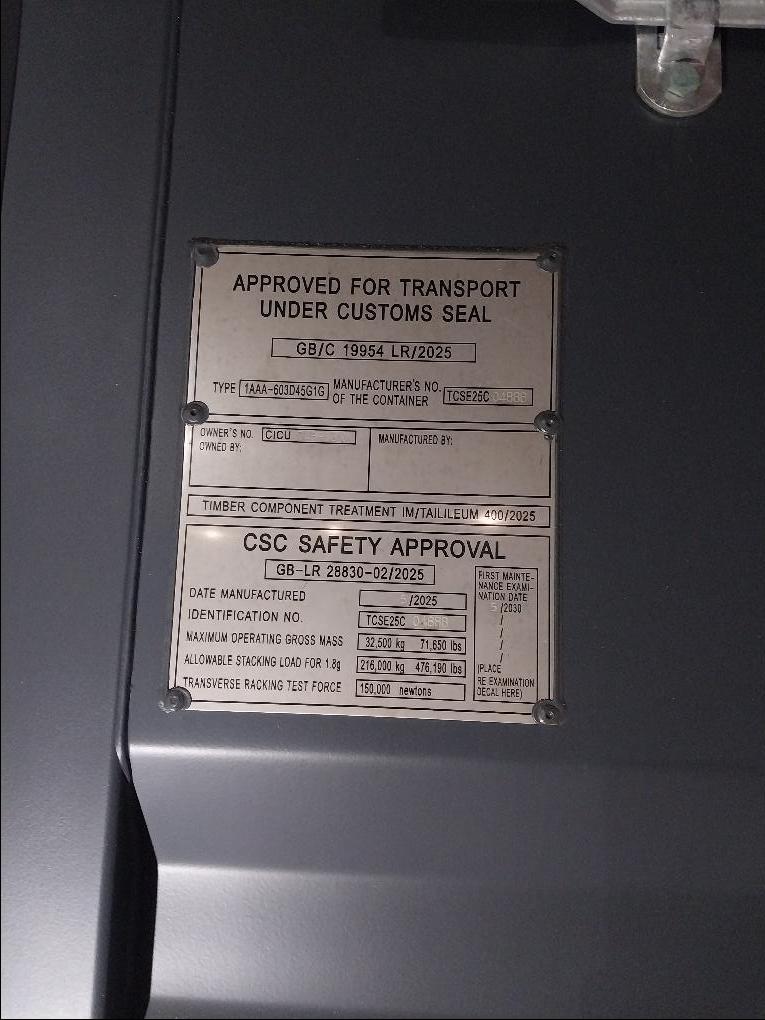 APPROVED FOR TRANSPORT
UNDER CUSTOMS SEAL
GB/C 19954 LR/2025
TYPE 1AAA-603D45G1G MANUFACTURER'S NO. OF THE CONTAINER TCSE25C
OWNER'S NO. CICU
OWNED BY:
MANUFACTURED BY:
TIMBER COMPONENT TREATMENT IM/TAILILEUM 400/2025
CSC SAFETY APPROVAL
GB-LR 28830-02/2025
DATE MANUFACTURED 5/2025
IDENTIFICATION NO. TCSE25C
MAXIMUM OPERATING GROSS MASS 32,500 kg 71,650 lbs
ALLOWABLE STACKING LOAD FOR 1.8g 216,000 kg 476,190 lbs
TRANSVERSE RACKING TEST FORCE 150,000 newtons
FIRST MAINTE-
NANCE EXAMI-
NATION DATE
5/2030
/
/
/
/
(PLACE
RE EXAMINATION
DECAL HERE)